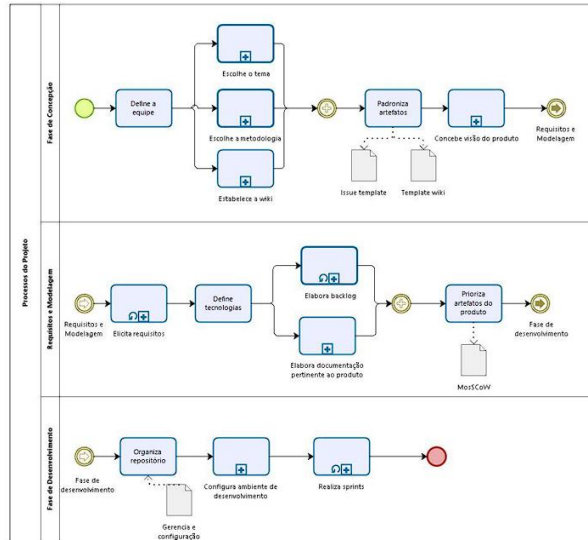 Processos do Projeto
Fase de Concepção
Define a
equipe
Escolhe o tema
Escolhe a metodologia
Estabelece a wiki
Padroniza
artefatos
Issue template
Template wiki
Concebe visão do produto
Requisitos e
Modelagem
Requisitos e Modelagem
Requisitos e
Modelagem
Elicita requisitos
Define
tecnologias
Elabora backlog
Elabora documentação
pertinente ao produto
Prioriza
artefatos do
produto
MosSCoW
Fase de
desenvolvimento
Fase de Desenvolvimento
Fase de
desenvolvimento
Organiza
repositório
Gerencia e
configuração
Configura ambiente de
desenvolvimento
Realiza sprints